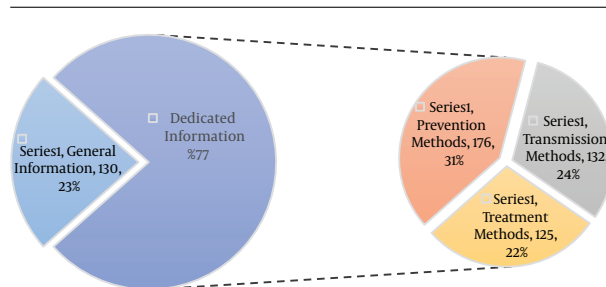 Dedicated
Information
%77
Series1, General
Information, 130,
23%
Series1,
Prevention
Methods, 176,
31%
Series1,
Transmission
Methods, 132
24%
Series1,
Treatment
Methods, 125,
22%